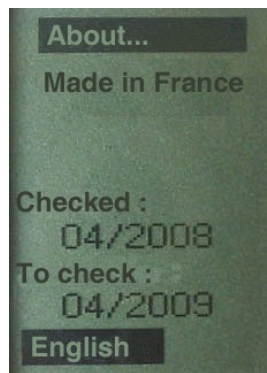 About...
Made in France
Checked :
04/2008
To check :
04/2009
English